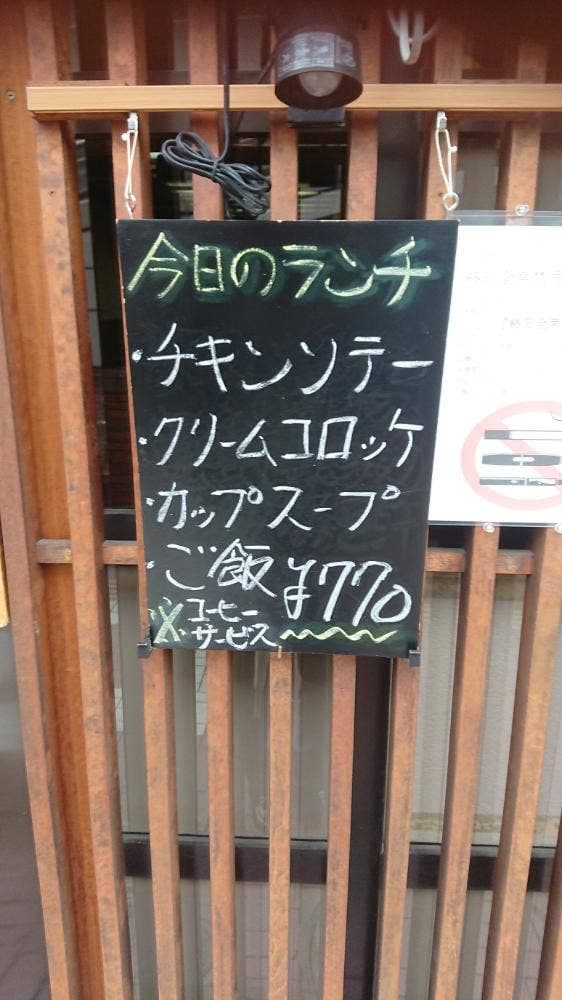 今日のランチ
・チキンソテー
・クリームコロッケ
・カップスープ
・ご飯 ¥770
※コーヒー
サービス